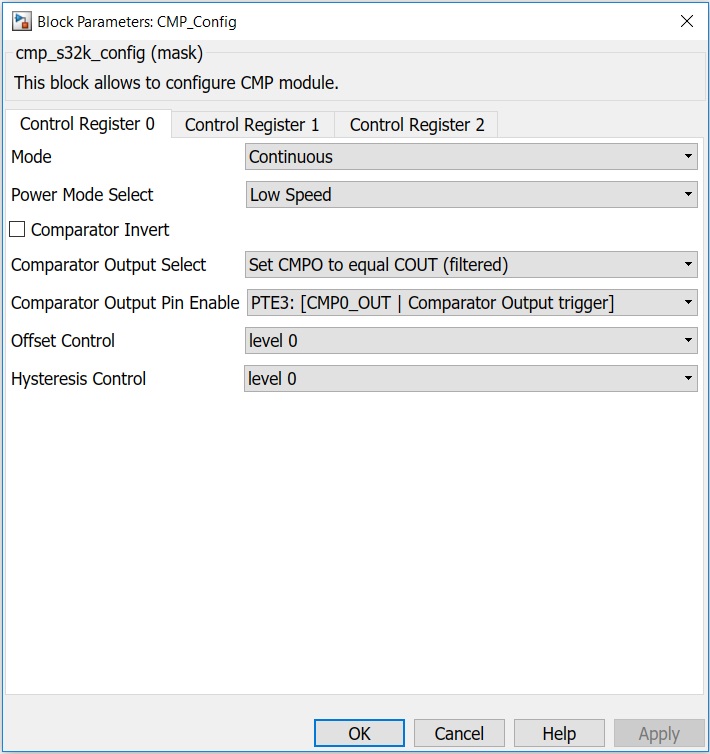 Block Parameters: CMP_Config
cmp_s32k_config (mask)
This block allows to configure CMP module.
Control Register 0 Control Register 1 Control Register 2
Mode Continuous
Power Mode Select Low Speed
Comparator Invert
Comparator Output Select Set CMPO to equal COUT (filtered)
Comparator Output Pin Enable PTE3: [CMP0_OUT | Comparator Output trigger]
Offset Control level 0
Hysteresis Control level 0
OK Cancel Help Apply